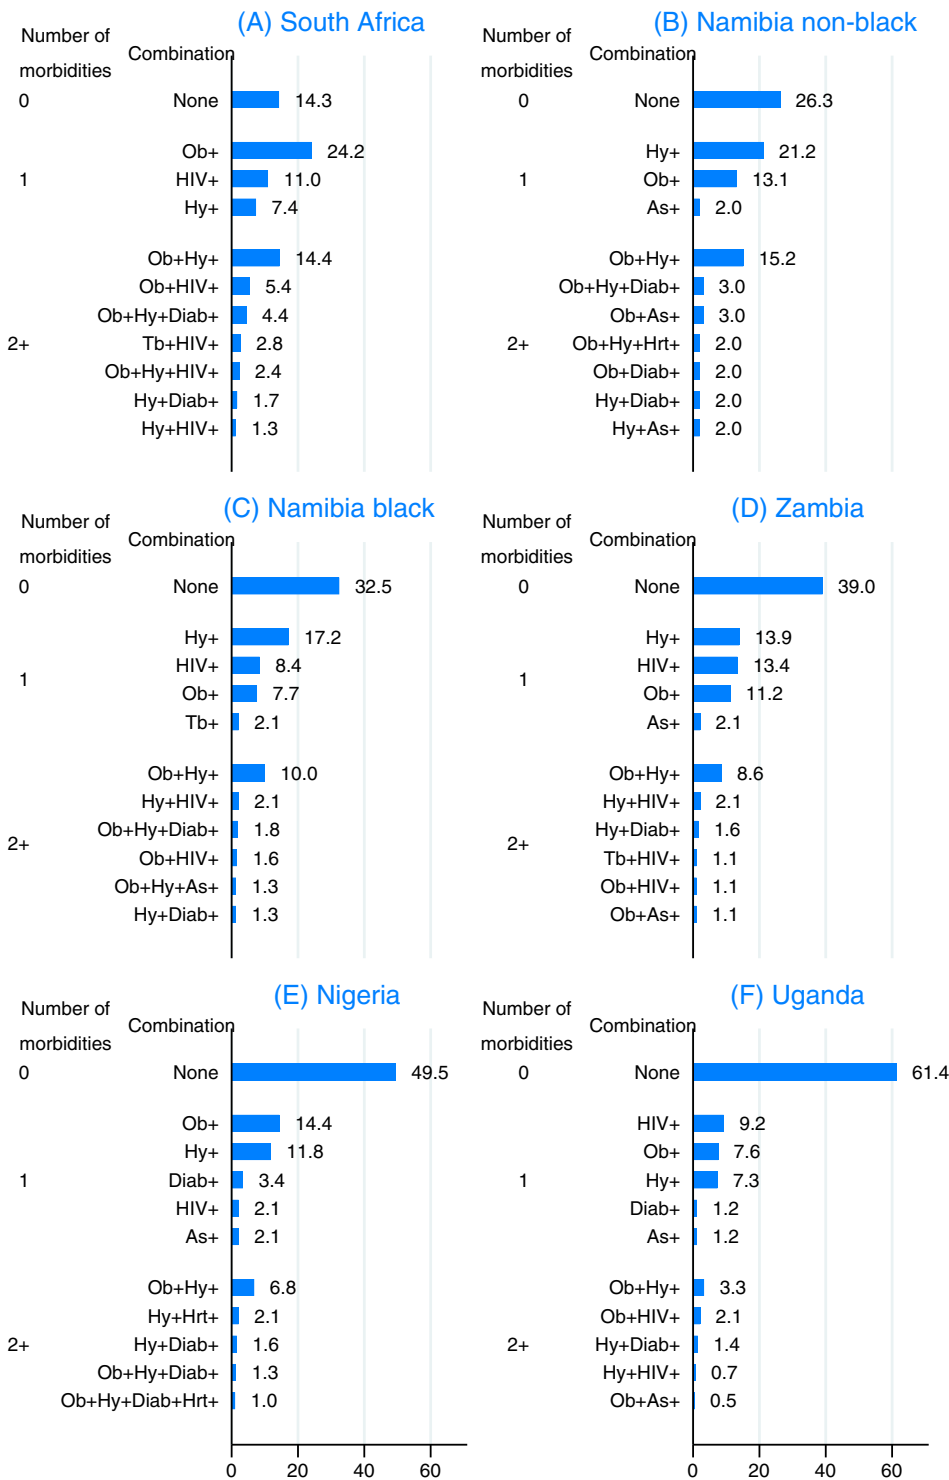 (A) South Africa
Number of
morbidities
Combination
0 None 14.3
Ob+ 24.2
1 HIV+ 11.0
Hy+ 7.4
Ob+Hy+ 14.4
Ob+HIV+ 5.4
Ob+Hy+Diab+ 4.4
2+ Tb+HIV+ 2.8
Ob+Hy+HIV+ 2.4
Hy+Diab+ 1.7
Hy+HIV+ 1.3
(B) Namibia non-black
Number of
morbidities
Combination
0 None 26.3
Hy+ 21.2
1 Ob+ 13.1
As+ 2.0
Ob+Hy+ 15.2
Ob+Hy+Diab+ 3.0
Ob+As+ 3.0
2+ Ob+Hy+Hrt+ 2.0
Ob+Diab+ 2.0
Hy+Diab+ 2.0
Hy+As+ 2.0
(C) Namibia black
Number of
morbidities
Combination
0 None 32.5
Hy+ 17.2
HIV+ 8.4
1
Ob+ 7.7
Tb+ 2.1
Ob+Hy+ 10.0
Hy+HIV+ 2.1
Ob+Hy+Diab+ 1.8
2+
Ob+HIV+ 1.6
Ob+Hy+As+ 1.3
Hy+Diab+ 1.3
(D) Zambia
Number of
morbidities
Combination
0 None 39.0
Hy+ 13.9
HIV+ 13.4
1
Ob+ 11.2
As+ 2.1
Ob+Hy+ 8.6
Hy+HIV+ 2.1
Hy+Diab+ 1.6
2+
Tb+HIV+ 1.1
Ob+HIV+ 1.1
Ob+As+ 1.1
(E) Nigeria
Number of
morbidities
Combination
0 None 49.5
Ob+ 14.4
Hy+ 11.8
1 Diab+ 3.4
HIV+ 2.1
As+ 2.1
Ob+Hy+ 6.8
Hy+Hrt+ 2.1
2+ Hy+Diab+ 1.6
Ob+Hy+Diab+ 1.3
Ob+Hy+Diab+Hrt+ 1.0
0 20 40 60
(F) Uganda
Number of
morbidities
Combination
0 None 61.4
HIV+ 9.2
Ob+ 7.6
1 Hy+ 7.3
Diab+ 1.2
As+ 1.2
Ob+Hy+ 3.3
Ob+HIV+ 2.1
2+ Hy+Diab+ 1.4
Hy+HIV+ 0.7
Ob+As+ 0.5
0 20 40 60